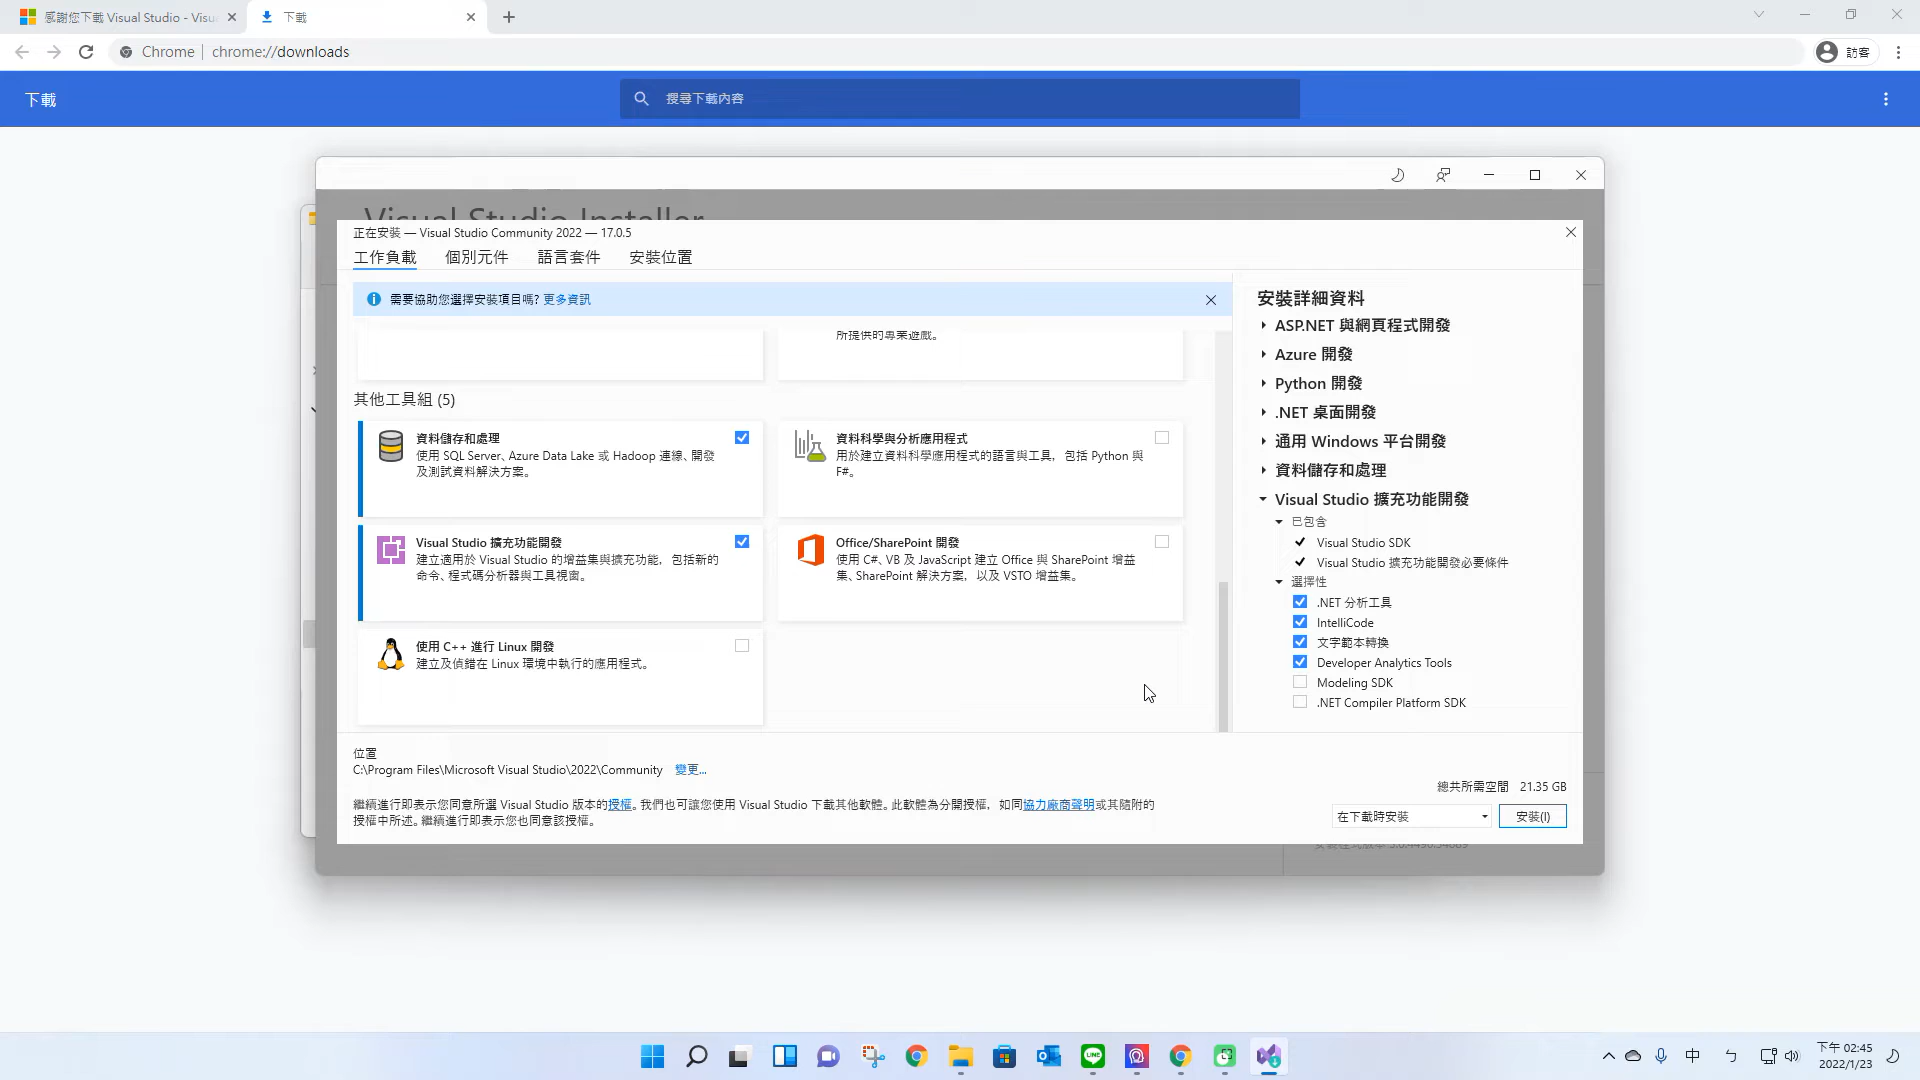 感謝您下載 Visual Studio - Visu
下載
Chrome
chrome://downloads
訪客
下載
搜尋下載內容
Visual Studio Installer
正在安裝 — Visual Studio Community 2022 — 17.0.5
工作負載
個別元件
語言套件
安裝位置
需要協助您選擇安裝項目嗎? 更多資訊
所提供的專業遊戲。
其他工具組 (5)
資料儲存和處理
使用 SQL Server、Azure Data Lake 或 Hadoop 連線、開發
及測試資料解決方案。
資料科學與分析應用程式
用於建立資料科學應用程式的語言與工具，包括 Python 與
F#。
Visual Studio 擴充功能開發
建立適用於 Visual Studio 的增益集與擴充功能，包括新的
命令、程式碼分析器與工具視窗。
Office/SharePoint 開發
使用 C#、VB 及 JavaScript 建立 Office 與 SharePoint 增益
集、SharePoint 解決方案，以及 VSTO 增益集。
使用 C++ 進行 Linux 開發
建立及偵錯在 Linux 環境中執行的應用程式。
安裝詳細資料
ASP.NET 與網頁程式開發
Azure 開發
Python 開發
.NET 桌面開發
通用 Windows 平台開發
資料儲存和處理
Visual Studio 擴充功能開發
已包含
Visual Studio SDK
Visual Studio 擴充功能開發必要條件
選擇性
.NET 分析工具
IntelliCode
文字範本轉換
Developer Analytics Tools
Modeling SDK
.NET Compiler Platform SDK
位置
C:\Program Files\Microsoft Visual Studio\2022\Community 變更...
繼續進行即表示您同意所選 Visual Studio 版本的授權。我們也可讓您使用 Visual Studio 下載其他軟體。此軟體為分開授權，如同協力廠商聲明或其隨附的
授權中所述。繼續進行即表示您也同意該授權。
總共所需空間 21.35 GB
在下載時安裝
安裝(I)
LINE
中
ㄅ
下午 02:45
2022/1/23